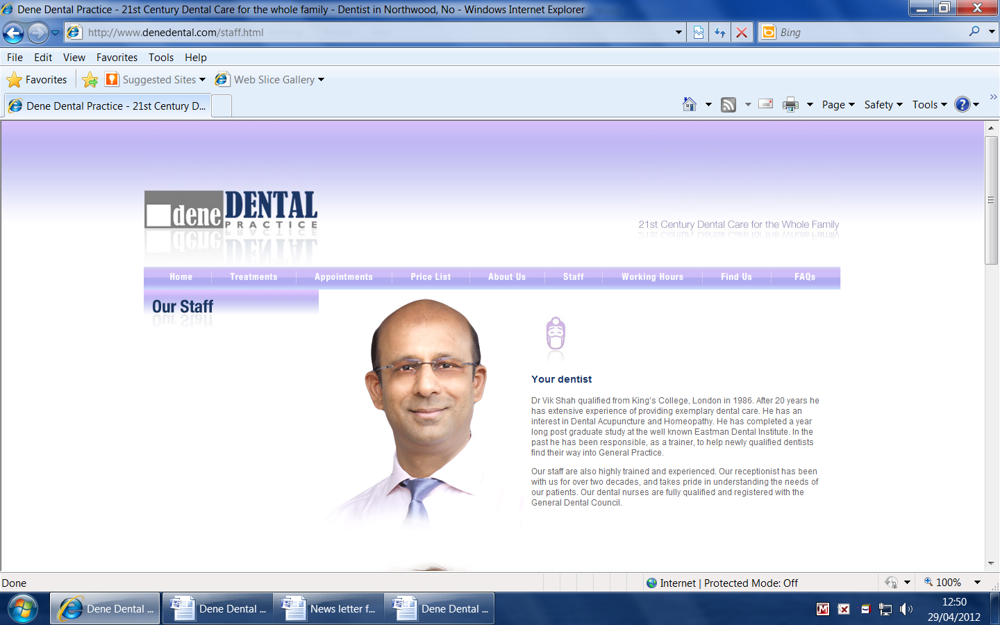 Dene Dental Practice - 21st Century Dental Care for the whole family - Dentist in Northwood, No - Windows Internet Explorer
http://www.denedental.com/staff.html
Bing
File Edit View Favorites Tools Help
Favorites Suggested Sites Web Slice Gallery
Dene Dental Practice - 21st Century D...
Page Safety Tools
dene DENTAL
PRACTICE
21st Century Dental Care for the Whole Family
Home Treatments Appointments Price List About Us Staff Working Hours Find Us FAQs
Our Staff
Your dentist
Dr Vik Shah qualified from King's College, London in 1986. After 20 years he
has extensive experience of providing exemplary dental care. He has an
interest in Dental Acupuncture and Homeopathy. He has completed a year
long post graduate study at the well known Eastman Dental Institute. In the
past he has been responsible, as a trainer, to help newly qualified dentists
find their way into General Practice.
Our staff are also highly trained and experienced. Our receptionist has been
with us for over two decades, and takes pride in understanding the needs of
our patients. Our dental nurses are fully qualified and registered with the
General Dental Council.
Done
Internet | Protected Mode: Off
100%
Dene Dental ... Dene Dental ... News letter f... Dene Dental ...
12:50
29/04/2012